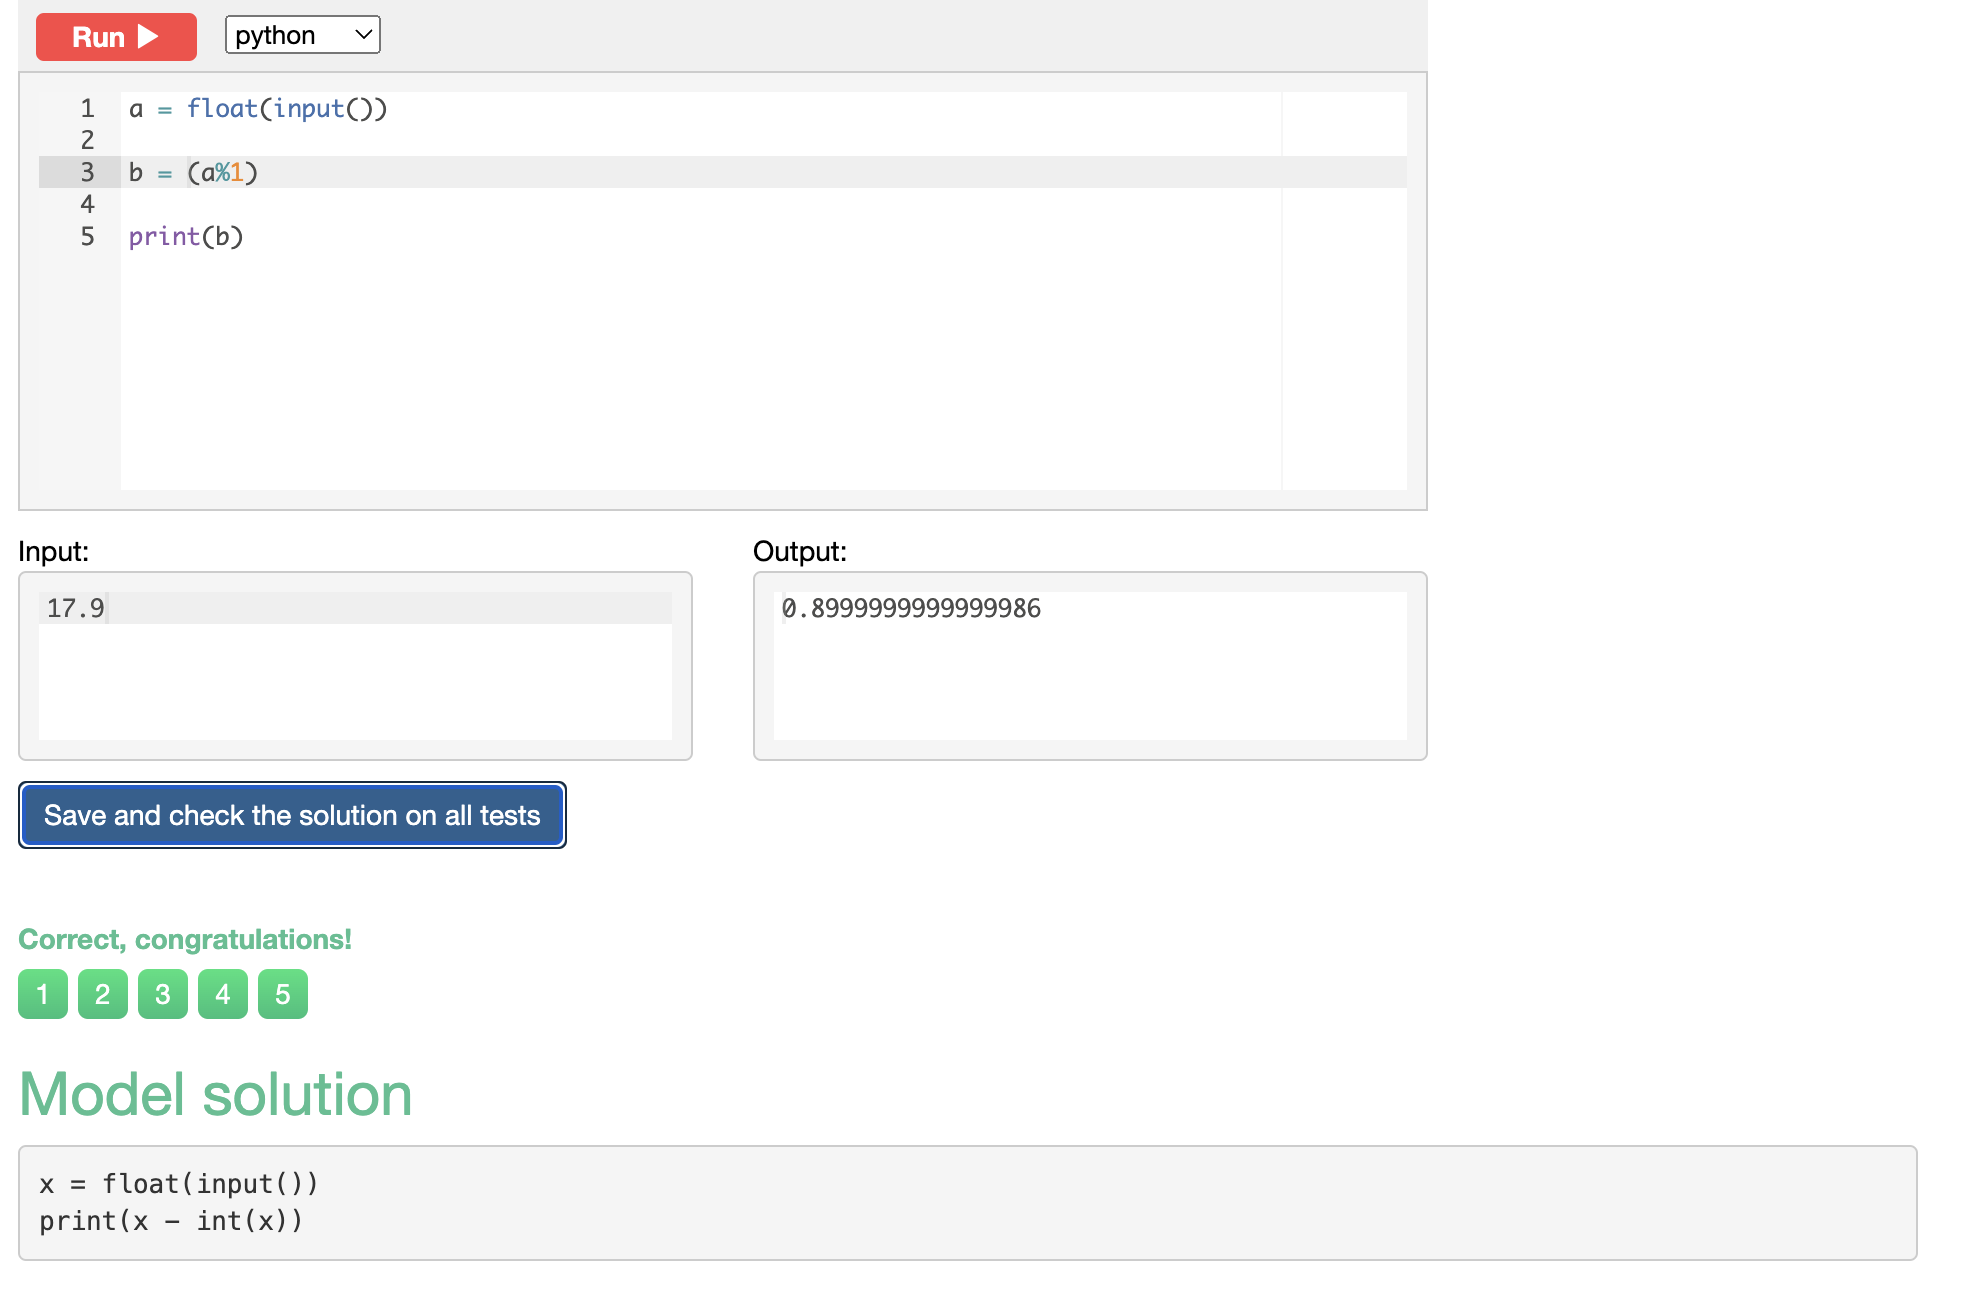 Run
python
1 a = float(input())
2
3 b = (a%1)
4
5 print(b)
Input:
Output:
17.9
0.8999999999999986
Save and check the solution on all tests
Correct, congratulations!
1 2 3 4 5
Model solution
x = float(input())
print(x - int(x))